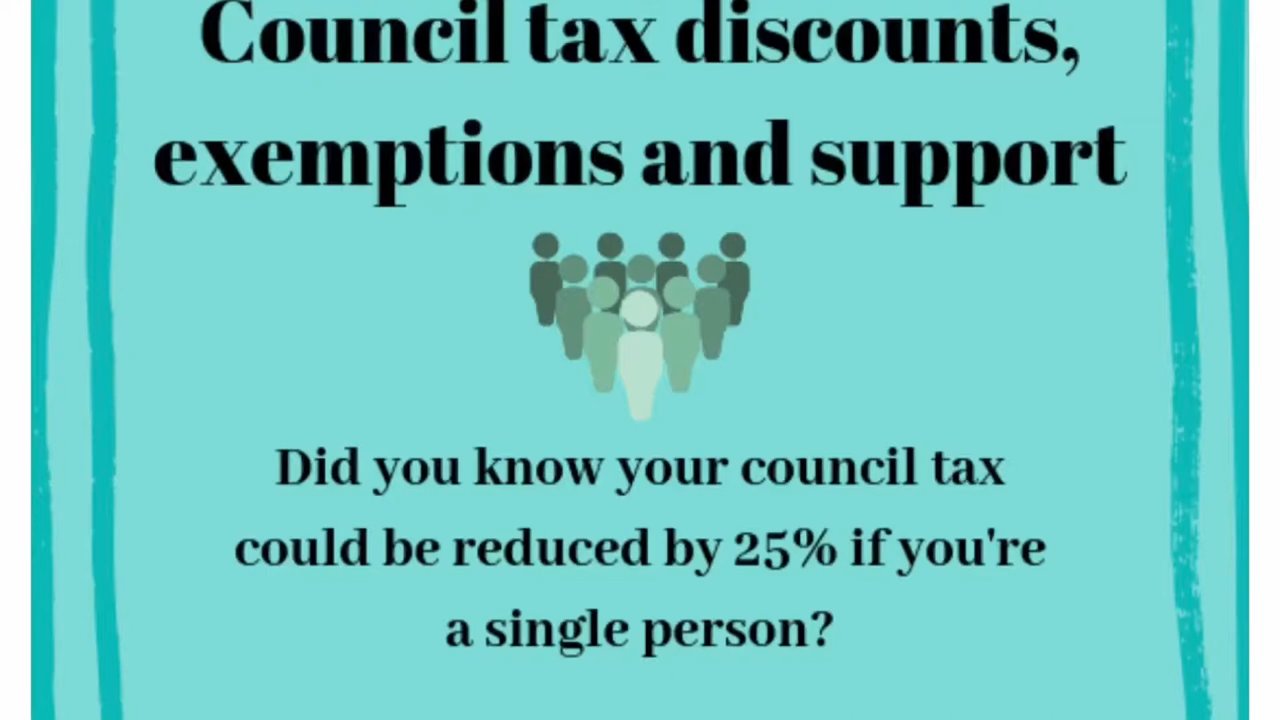 Council tax discounts,
exemptions and support
Did you know your council tax
could be reduced by 25% if you're
a single person?